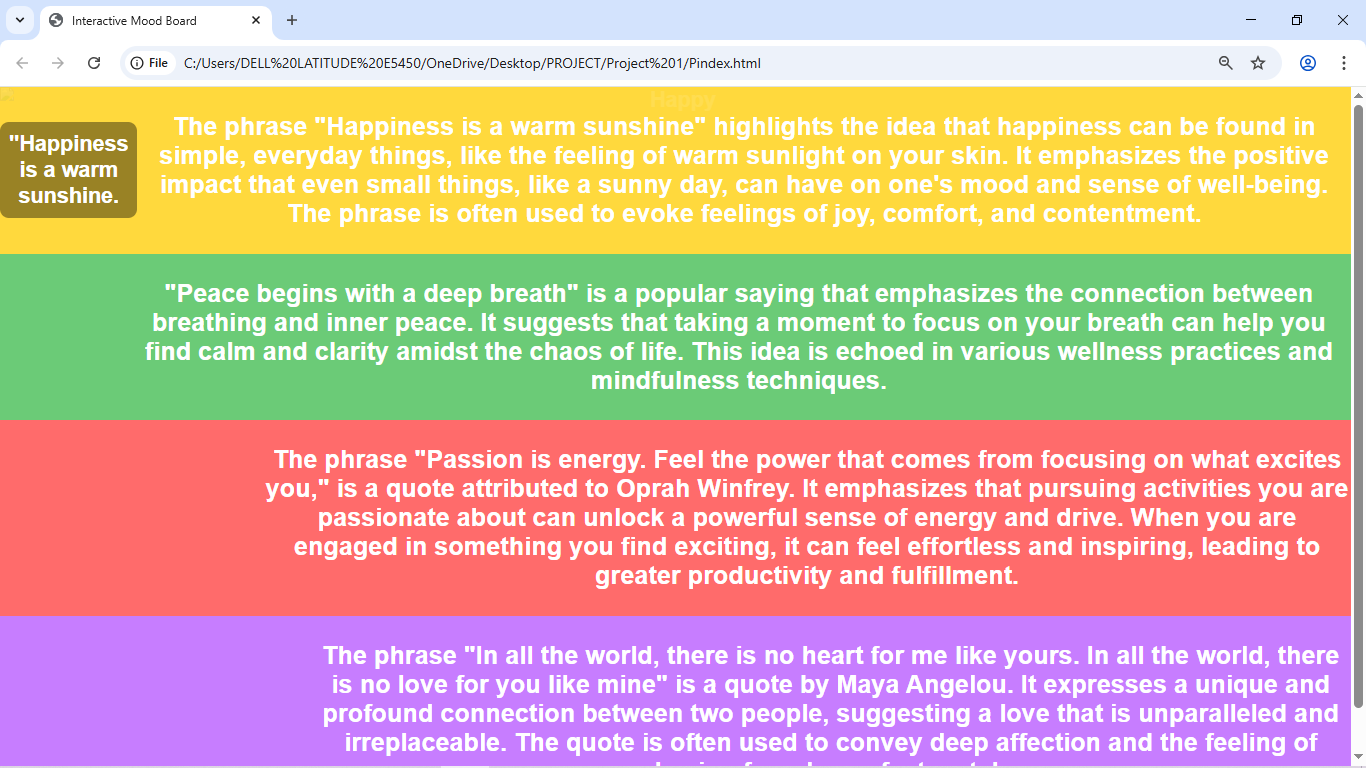 Interactive Mood Board
File
C:/Users/DELL%20LATITUDE%20E5450/OneDrive/Desktop/PROJECT/Project%201/Pindex.html
Happy
"Happiness
is a warm
sunshine.
The phrase "Happiness is a warm sunshine" highlights the idea that happiness can be found in
simple, everyday things, like the feeling of warm sunlight on your skin. It emphasizes the positive
impact that even small things, like a sunny day, can have on one's mood and sense of well-being.
The phrase is often used to evoke feelings of joy, comfort, and contentment.
"Peace begins with a deep breath" is a popular saying that emphasizes the connection between
breathing and inner peace. It suggests that taking a moment to focus on your breath can help you
find calm and clarity amidst the chaos of life. This idea is echoed in various wellness practices and
mindfulness techniques.
The phrase "Passion is energy. Feel the power that comes from focusing on what excites
you," is a quote attributed to Oprah Winfrey. It emphasizes that pursuing activities you are
passionate about can unlock a powerful sense of energy and drive. When you are
engaged in something you find exciting, it can feel effortless and inspiring, leading to
greater productivity and fulfillment.
The phrase "In all the world, there is no heart for me like yours. In all the world, there
is no love for you like mine" is a quote by Maya Angelou. It expresses a unique and
profound connection between two people, suggesting a love that is unparalleled and
irreplaceable. The quote is often used to convey deep affection and the feeling of